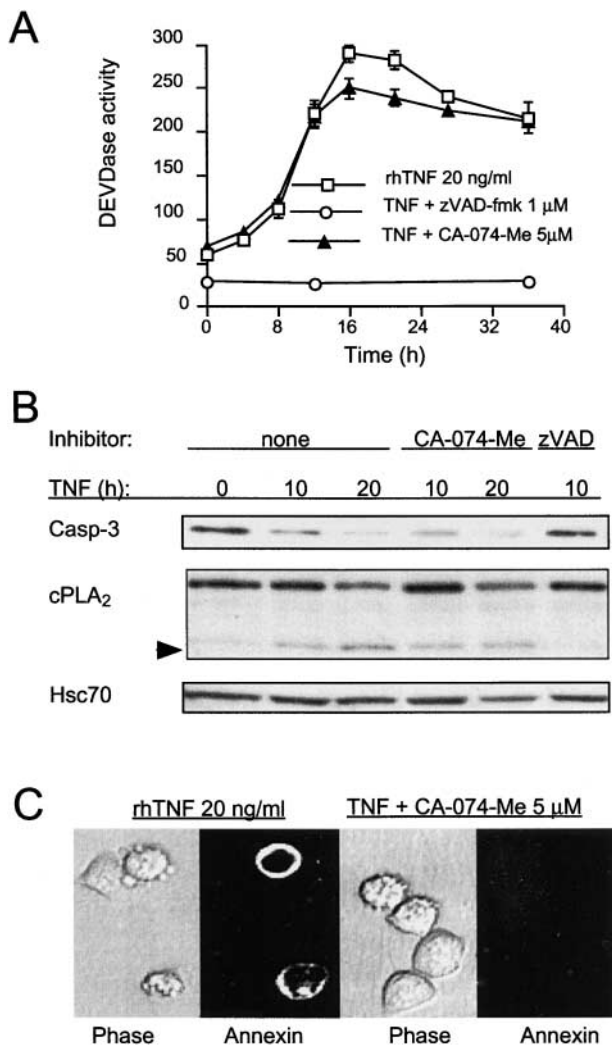 A
DEVDase activity
300
250
200
150
100
50
0
rhTNF 20 ng/ml
TNF + zVAD-fmk 1 µM
TNF + CA-074-Me 5µM
0 8 16 24 32 40
Time (h)
B
Inhibitor: none CA-074-Me zVAD
TNF (h): 0 10 20 10 20 10
Casp-3
cPLA2
Hsc70
C
rhTNF 20 ng/ml TNF + CA-074-Me 5 µM
Phase Annexin Phase Annexin